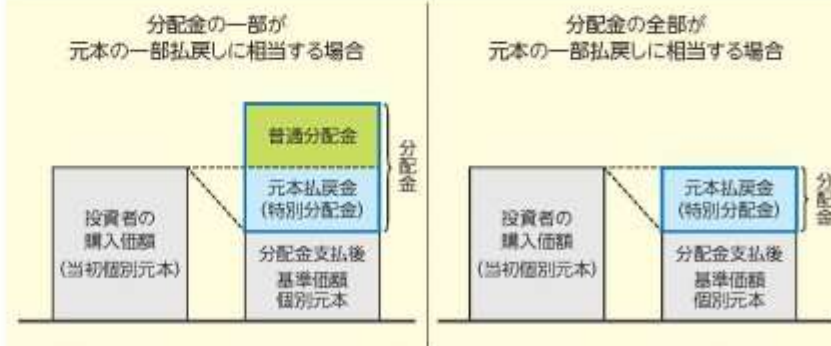 分配金の一部が
元本の一部払戻しに相当する場合
普通分配金
元本払戻金
(特別分配金)
分配金
投資者の
購入価額
(当初個別元本)
分配金支払後
基準価額
個別元本
分配金の全部が
元本の一部払戻しに相当する場合
元本払戻金
(特別分配金)
分配金
投資者の
購入価額
(当初個別元本)
分配金支払後
基準価額
個別元本